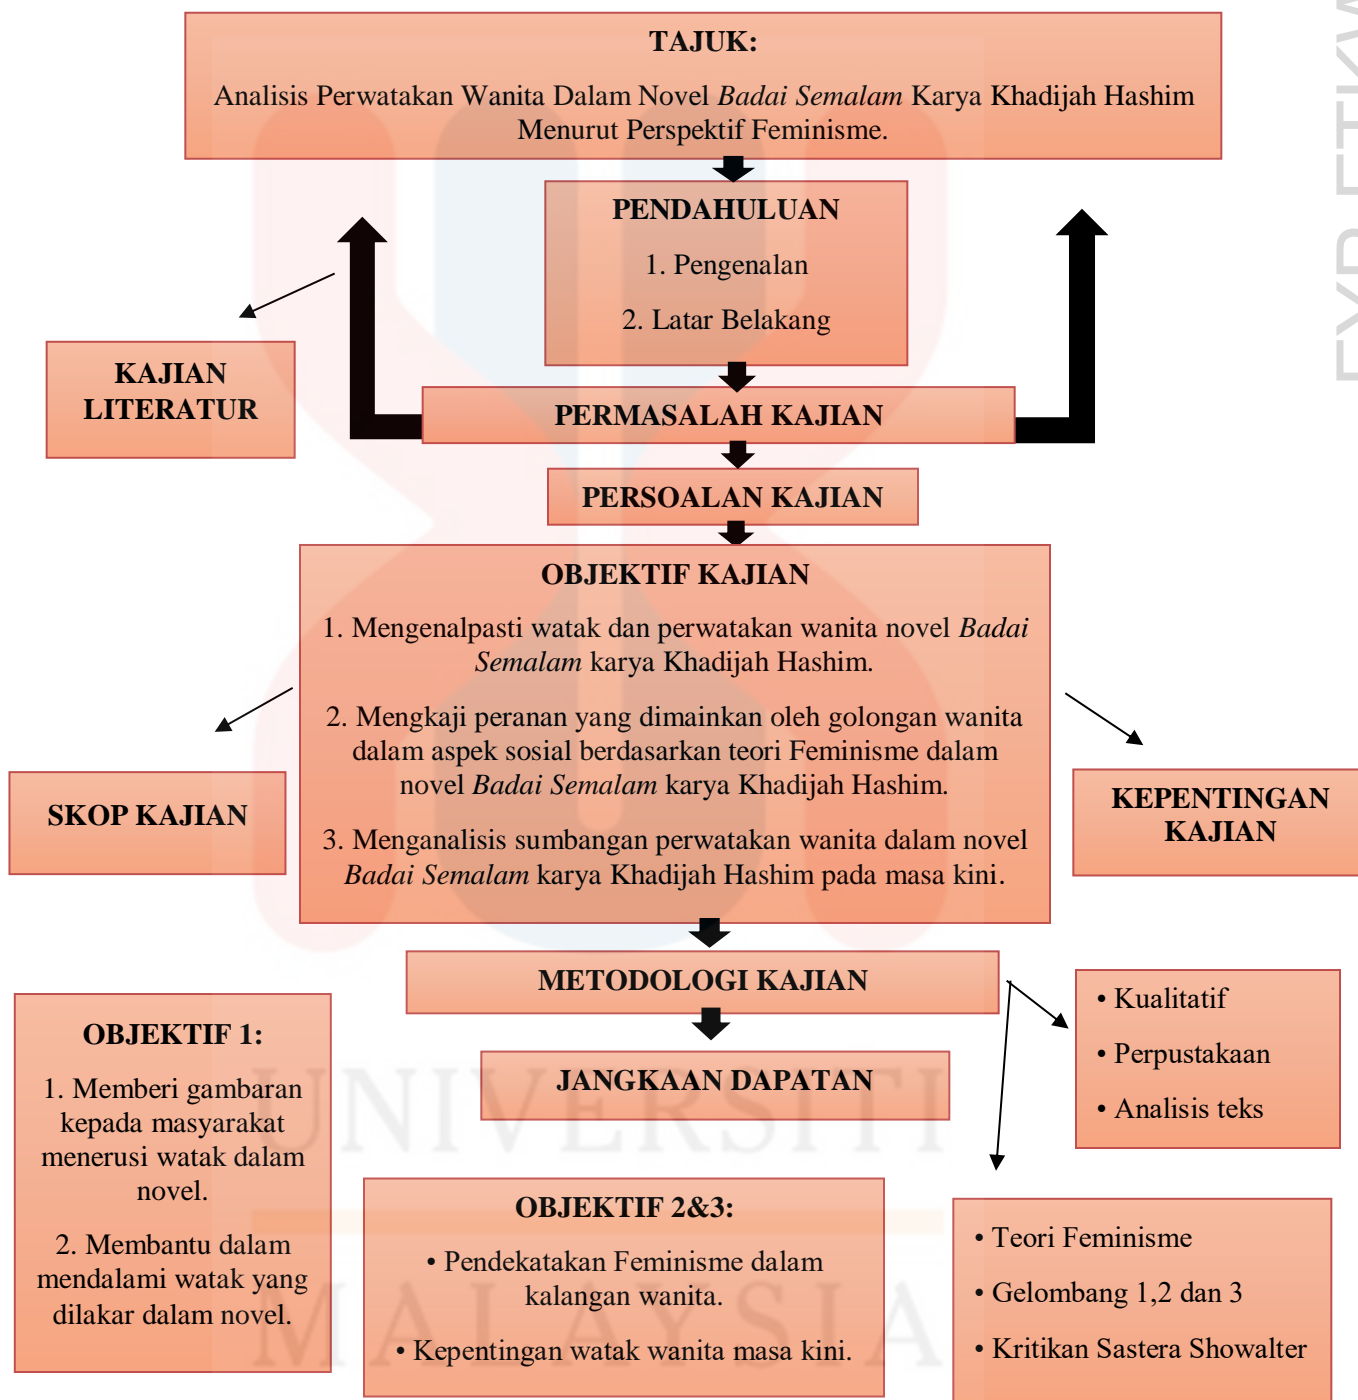 TAJUK:
Analisis Perwatakan Wanita Dalam Novel Badai Semalam Karya Khadijah Hashim
Menurut Perspektif Feminisme.
PENDAHULUAN
1. Pengenalan
2. Latar Belakang
KAJIAN
LITERATUR
PERMASALAH KAJIAN
PERSOALAN KAJIAN
OBJEKTIF KAJIAN
1. Mengenalpasti watak dan perwatakan wanita novel Badai
Semalam karya Khadijah Hashim.
2. Mengkaji peranan yang dimainkan oleh golongan wanita
dalam aspek sosial berdasarkan teori Feminisme dalam
novel Badai Semalam karya Khadijah Hashim.
3. Menganalisis sumbangan perwatakan wanita dalam novel
Badai Semalam karya Khadijah Hashim pada masa kini.
SKOP KAJIAN
KEPENTINGAN
KAJIAN
METODOLOGI KAJIAN
• Kualitatif
• Perpustakaan
• Analisis teks
JANGKAAN DAPATAN
OBJEKTIF 1:
1. Memberi gambaran
kepada masyarakat
menerusi watak dalam
novel.
2. Membantu dalam
mendalami watak yang
dilakar dalam novel.
OBJEKTIF 2&3:
• Pendekatakan Feminisme dalam
kalangan wanita.
• Kepentingan watak wanita masa kini.
• Teori Feminisme
• Gelombang 1,2 dan 3
• Kritikan Sastera Showalter
UNIVERSITI
MALAYSIA